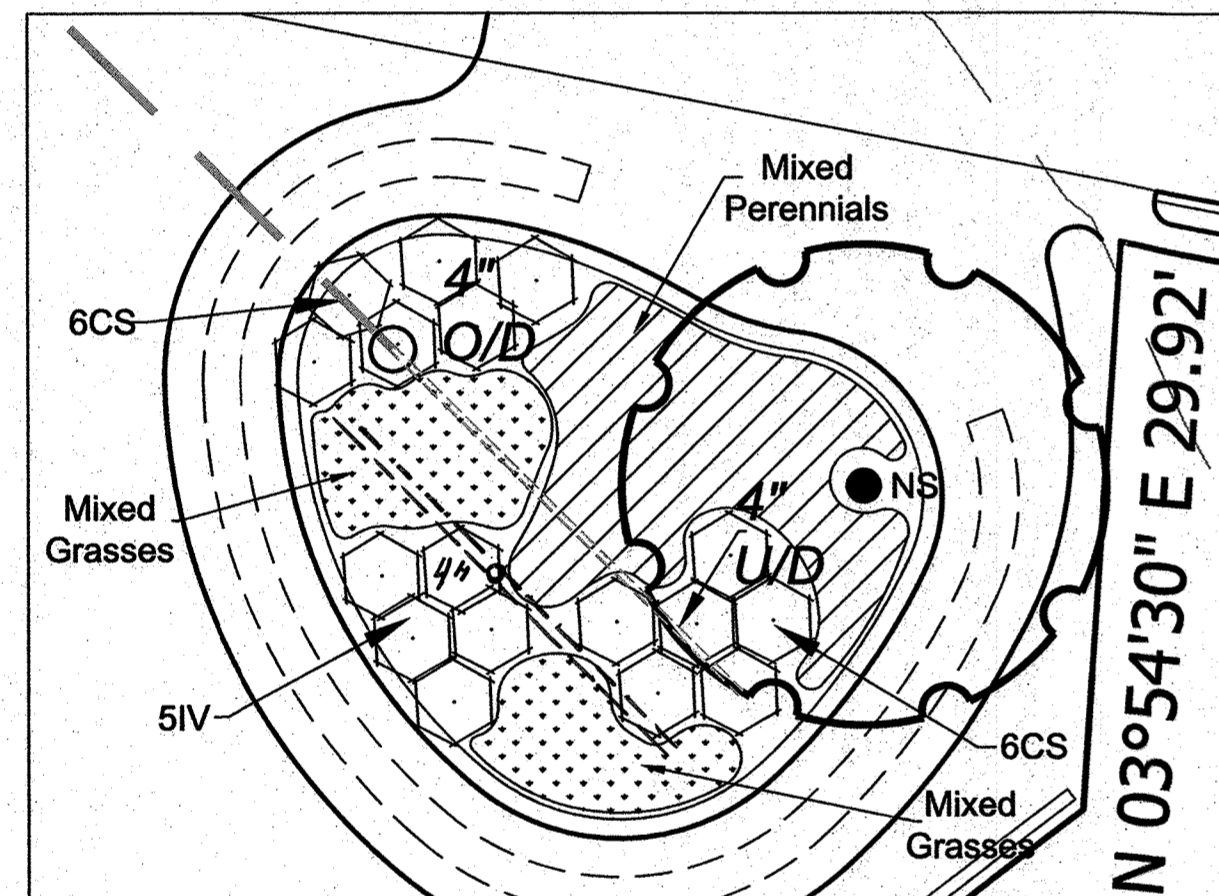 Mixed
Perennials
4"
O/D
6CS
N 03°54'30" E 29.92'
NS
4"
U/D
Mixed
Grasses
4"
5IV
6CS
Mixed
Grasses